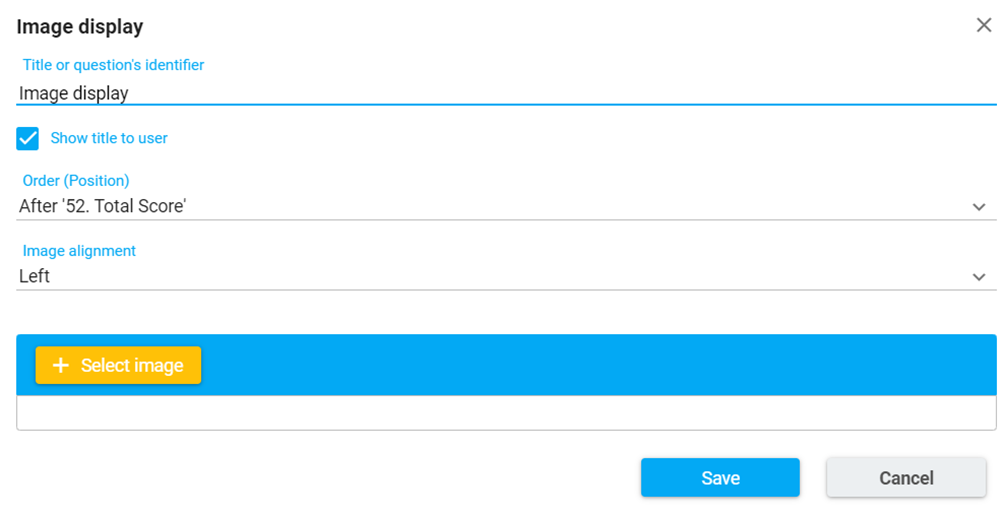 Image display
Title or question's identifier
Image display
Show title to user
Order (Position)
After '52. Total Score'
Image alignment
Left
+ Select image
Save
Cancel